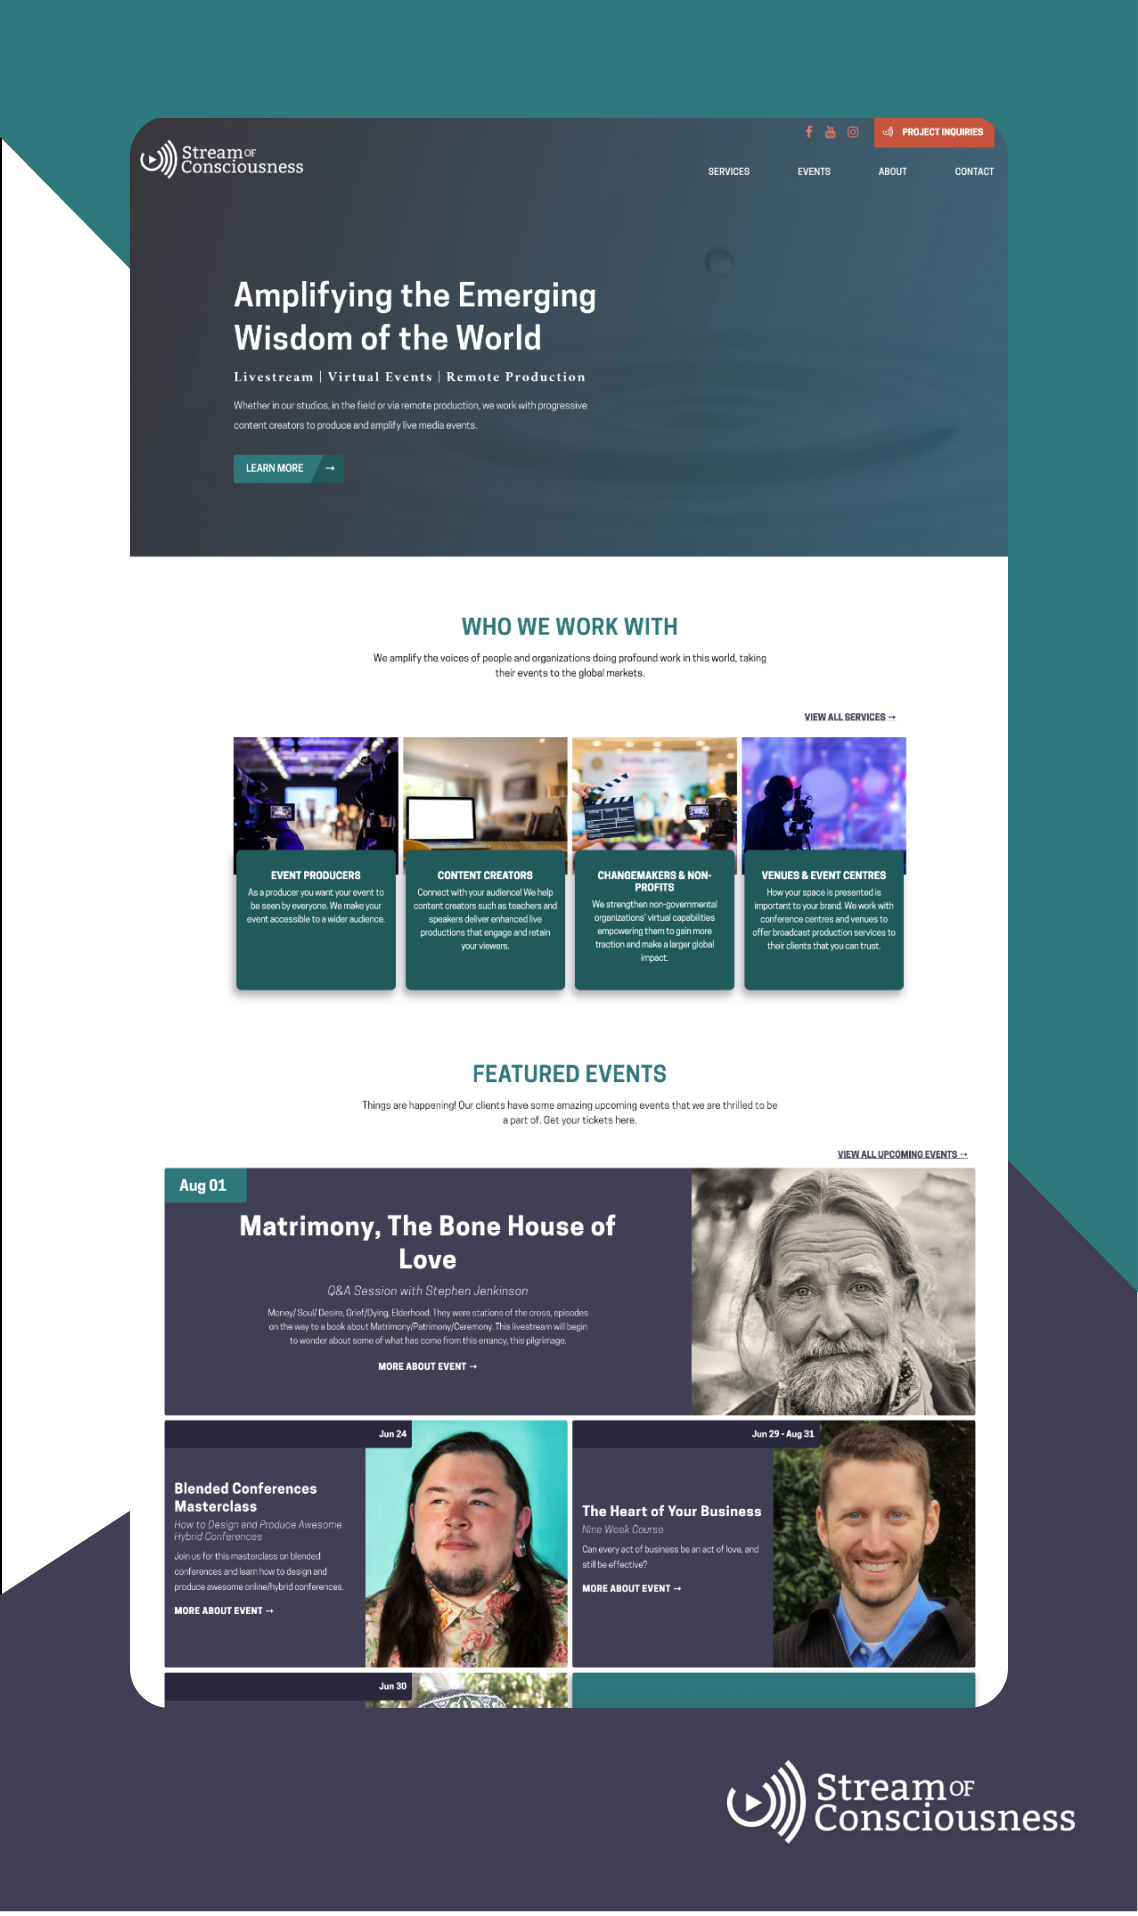 PROJECT INQUIRIES
Stream OF
Consciousness
SERVICES EVENTS ABOUT CONTACT
Amplifying the Emerging
Wisdom of the World
Livestream | Virtual Events | Remote Production
Whether in our studios, in the field or via remote production, we work with progressive
content creators to produce and amplify live media events.
LEARN MORE →
WHO WE WORK WITH
We amplify the voices of people and organizations doing profound work in this world, taking
their events to the global markets.
VIEW ALL SERVICES →
EVENT PRODUCERS
As a producer you want your event to
be seen by everyone. We make your
event accessible to a wider audience.
CONTENT CREATORS
Connect with your audience! We help
content creators such as teachers and
speakers deliver enhanced live
productions that engage and retain
your viewers.
CHANGEMAKERS & NON-
PROFITS
We strengthen non-governmental
organizations' virtual capabilities
empowering them to gain more
traction and make a larger global
impact.
VENUES & EVENT CENTRES
How your space is presented is
important to your brand. We work with
conference centres and venues to
offer broadcast production services to
their clients that you can trust.
FEATURED EVENTS
Things are happening! Our clients have some amazing upcoming events that we are thrilled to be
a part of. Get your tickets here.
VIEW ALL UPCOMING EVENTS →
Aug 01
Matrimony, The Bone House of
Love
Q&A Session with Stephen Jenkinson
Money/ Soul/ Desire, Grief/Dying, Elderhood. They were stations of the cross, episodes
on the way to a book about Matrimony/Patrimony/Ceremony. This livestream will begin
to wonder about some of what has come from this errancy, this pilgrimage.
MORE ABOUT EVENT →
Jun 24
Blended Conferences
Masterclass
How to Design and Produce Awesome
Hybrid Conferences
Join us for this masterclass on blended
conferences and learn how to design and
produce awesome online/hybrid conferences.
MORE ABOUT EVENT →
Jun 29 - Aug 31
The Heart of Your Business
Nine Week Course
Can every act of business be an act of love, and
still be effective?
MORE ABOUT EVENT →
Jun 30
Stream OF
Consciousness